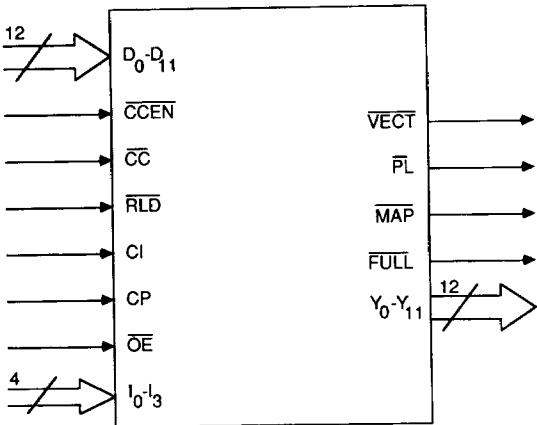 12
D0-D11
CCEN
CC
RLD
CI
CP
OE
4
I0-I3
VECT
PL
MAP
FULL
12
Y0-Y11